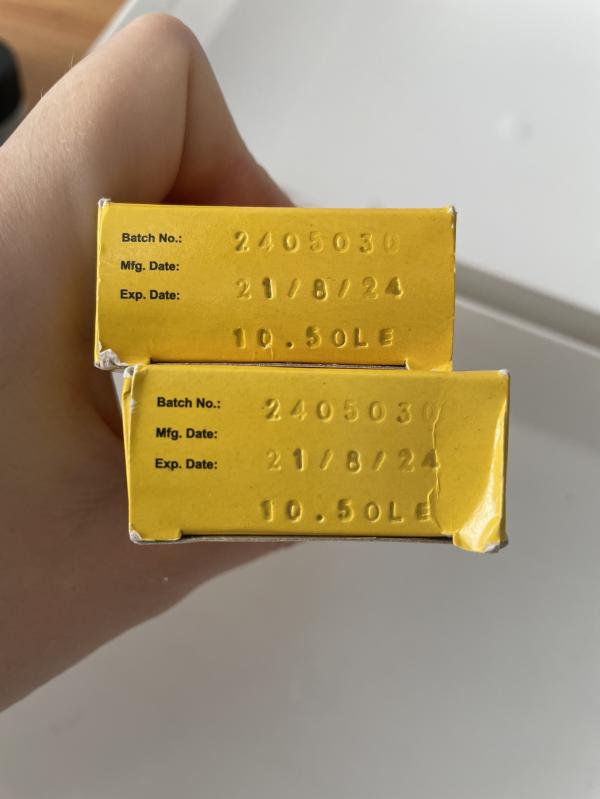 Batch No.: 2405030
Mfg. Date:
Exp. Date: 21/8/24
10.50LE
Batch No.: 2405030
Mfg. Date:
Exp. Date: 21/8/24
10.50LE